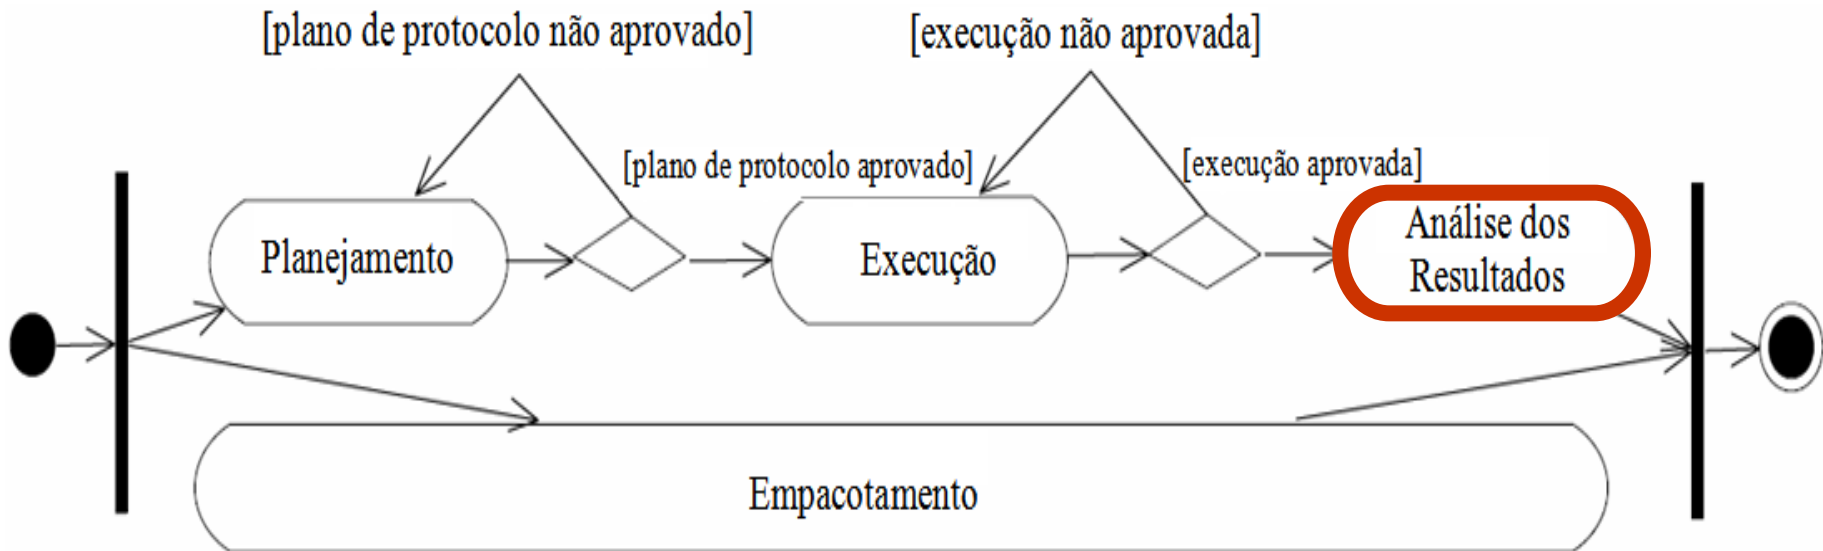 [plano de protocolo não aprovado]
[execução não aprovada]
[plano de protocolo aprovado]
[execução aprovada]
Planejamento
Execução
Análise dos
Resultados
Empacotamento